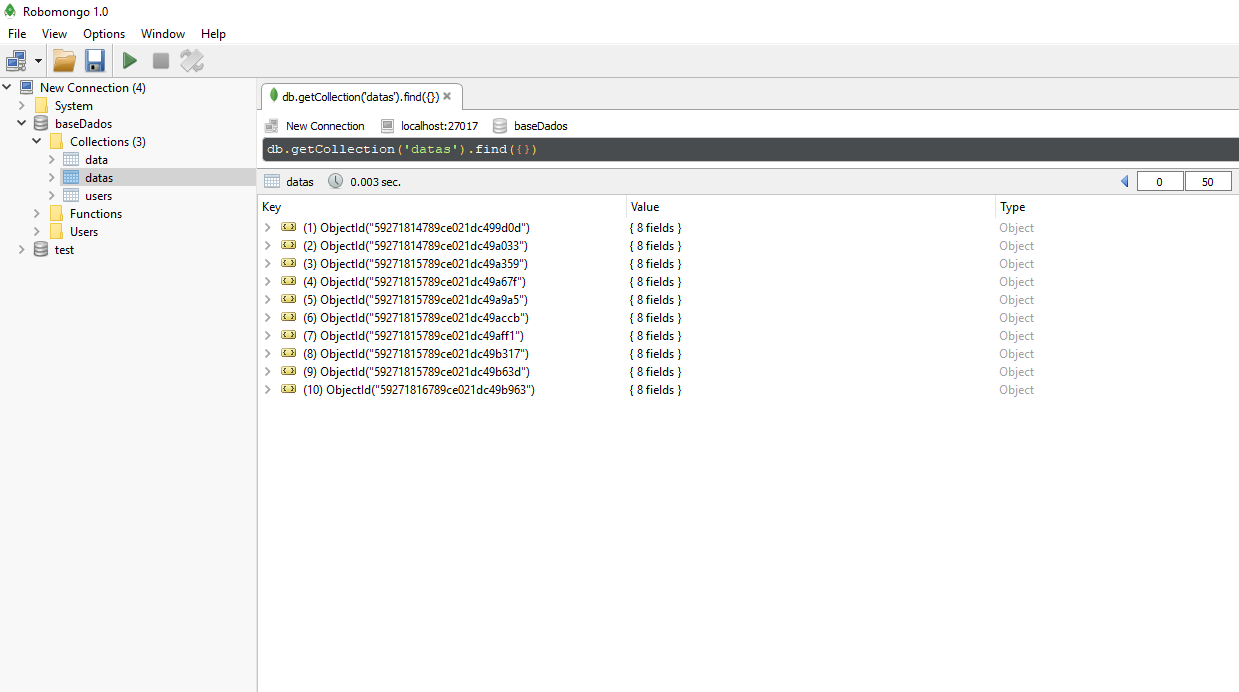 Robomongo 1.0
File View Options Window Help
New Connection (4)
System
baseDados
Collections (3)
data
datas
users
Functions
Users
test
db.getCollection('datas').find({})
New Connection localhost:27017 baseDados
db.getCollection('datas').find({})
datas 0.003 sec. 0 50
Key Value Type
(1) ObjectId("59271814789ce021dc499d0d") { 8 fields } Object
(2) ObjectId("59271814789ce021dc49a033") { 8 fields } Object
(3) ObjectId("59271815789ce021dc49a359") { 8 fields } Object
(4) ObjectId("59271815789ce021dc49a67f") { 8 fields } Object
(5) ObjectId("59271815789ce021dc49a9a5") { 8 fields } Object
(6) ObjectId("59271815789ce021dc49accb") { 8 fields } Object
(7) ObjectId("59271815789ce021dc49aff1") { 8 fields } Object
(8) ObjectId("59271815789ce021dc49b317") { 8 fields } Object
(9) ObjectId("59271815789ce021dc49b63d") { 8 fields } Object
(10) ObjectId("59271816789ce021dc49b963") { 8 fields } Object